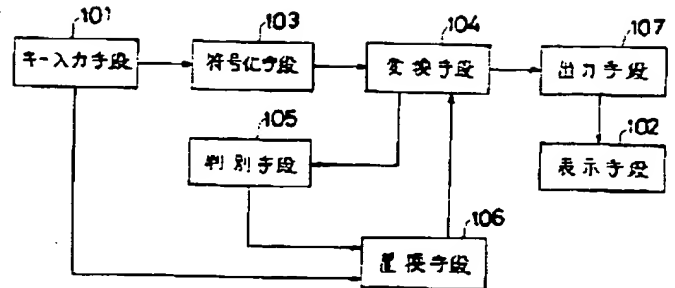 101
キー入力手段
103
符号化手段
104
変換手段
107
出力手段
102
表示手段
105
判別手段
106
置換手段